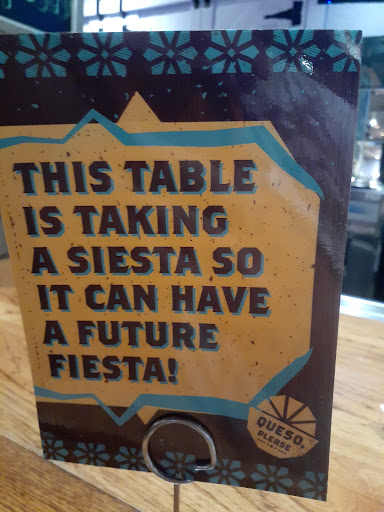 THIS TABLE
IS TAKING
A SIESTA SO
IT CAN HAVE
A FUTURE
FIESTA!
QUESO,
PLEASE